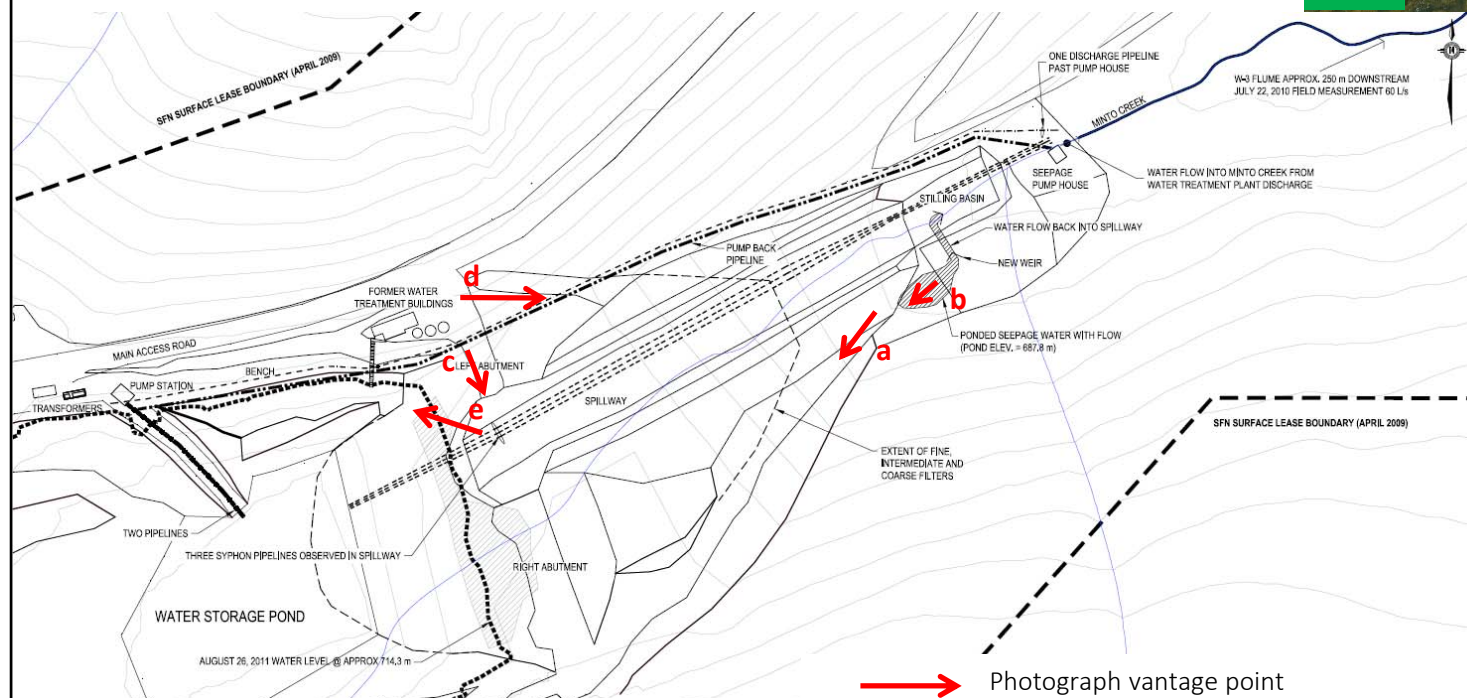 ONE DISCHARGE PIPELINE
PAST PUMP HOUSE
W-3 FLUME APPROX. 250 m DOWNSTREAM
JULY 22, 2010 FIELD MEASUREMENT 60 L/s
SFN SURFACE LEASE BOUNDARY (APRIL 2009)
MINTO CREEK
SEEPAGE
PUMP HOUSE
WATER FLOW INTO MINTO CREEK FROM
WATER TREATMENT PLANT DISCHARGE
STILLING BASIN
WATER FLOW BACK INTO SPILLWAY
PUMP BACK
PIPELINE
NEW WEIR
d
FORMER WATER
TREATMENT BUILDINGS
b
PONDED SEEPAGE WATER WITH FLOW
(POND ELEV. = 687.8 m)
MAIN ACCESS ROAD
a
c
LEFT ABUTMENT
BENCH
PUMP STATION
TRANSFORMERS
e
SPILLWAY
SFN SURFACE LEASE BOUNDARY (APRIL 2009)
EXTENT OF FINE,
INTERMEDIATE AND
COARSE FILTERS
TWO PIPELINES
THREE SYPHON PIPELINES OBSERVED IN SPILLWAY
RIGHT ABUTMENT
WATER STORAGE POND
AUGUST 26, 2011 WATER LEVEL @ APPROX 714.3 m
Photograph vantage point